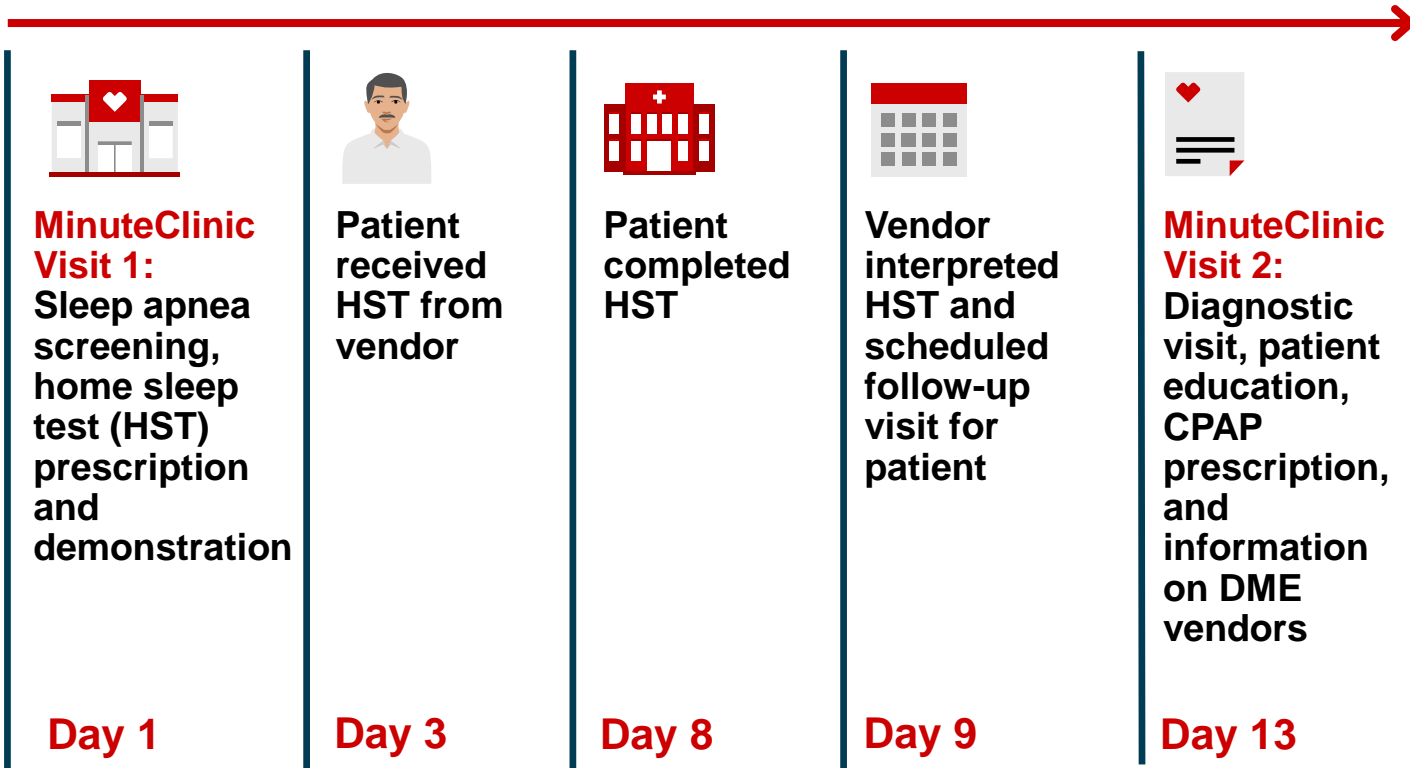 MinuteClinic
Visit 1:
Sleep apnea
screening,
home sleep
test (HST)
prescription
and
demonstration
Day 1
Patient
received
HST from
vendor
Day 3
Patient
completed
HST
Day 8
Vendor
interpreted
HST and
scheduled
follow-up
visit for
patient
Day 9
MinuteClinic
Visit 2:
Diagnostic
visit, patient
education,
CPAP
prescription,
and
information
on DME
vendors
Day 13